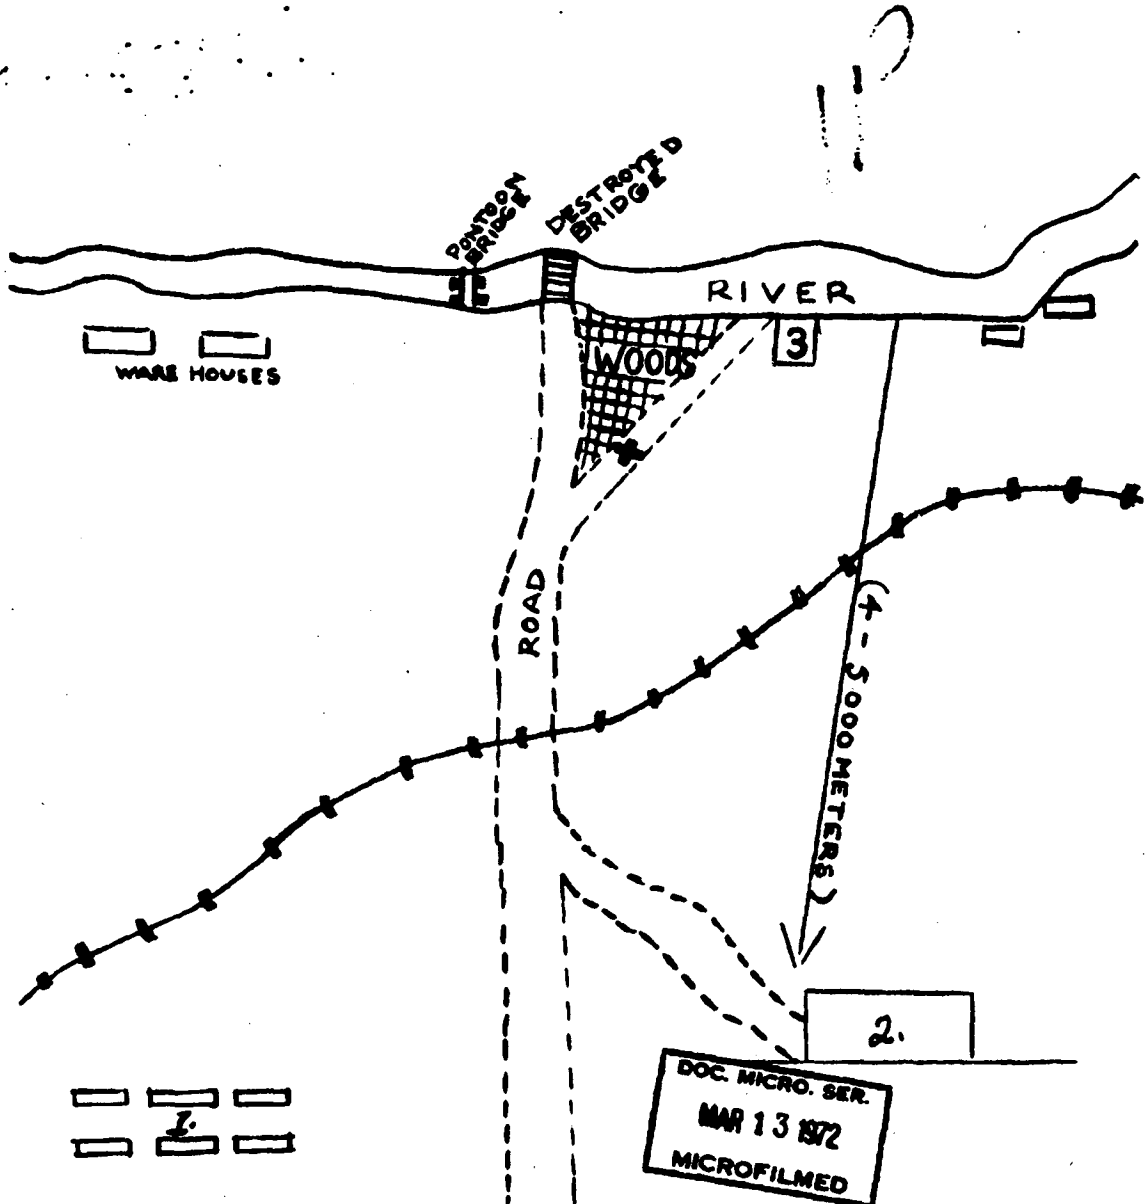 PONTOON
BRIDGE
DESTROYED
BRIDGE
RIVER
WARE HOUSES
WOODS
3
ROAD
(4-5000 METERS)
2.
1.
DOC. MICRO. SER.
MAR 13 1972
MICROFILMED